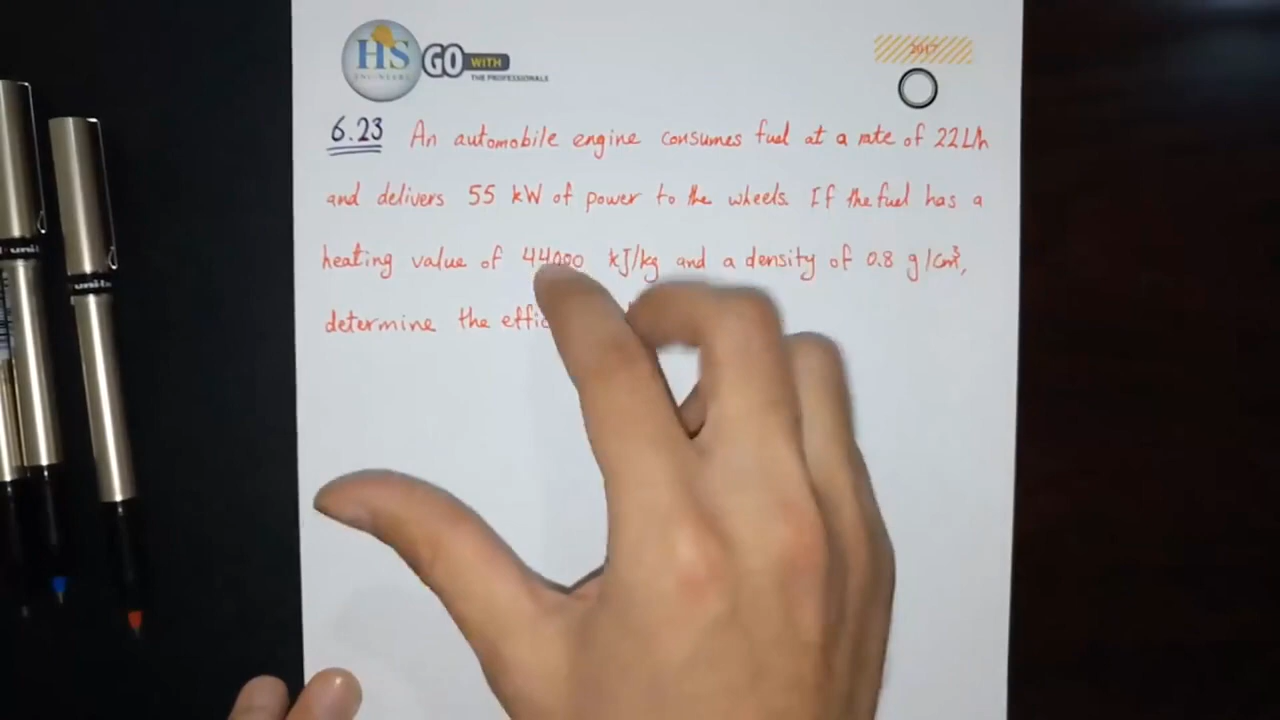 HS
ENGINEERS
GO WITH
THE PROFESSIONALS
2017
6.23 An automobile engine consumes fuel at a rate of 22 L/h
and delivers 55 kW of power to the wheels. If the fuel has a
heating value of 44000 kJ/kg and a density of 0.8 g/cm³,
determine the